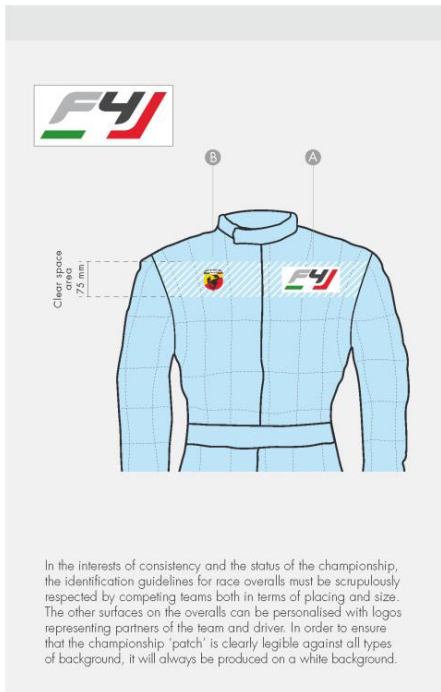 F4
B A
Clear space
area
75 mm
F4
In the interests of consistency and the status of the championship,
the identification guidelines for race overalls must be scrupulously
respected by competing teams both in terms of placing and size.
The other surfaces on the overalls can be personalised with logos
representing partners of the team and driver. In order to ensure
that the championship ‘patch’ is clearly legible against all types
of background, it will always be produced on a white background.